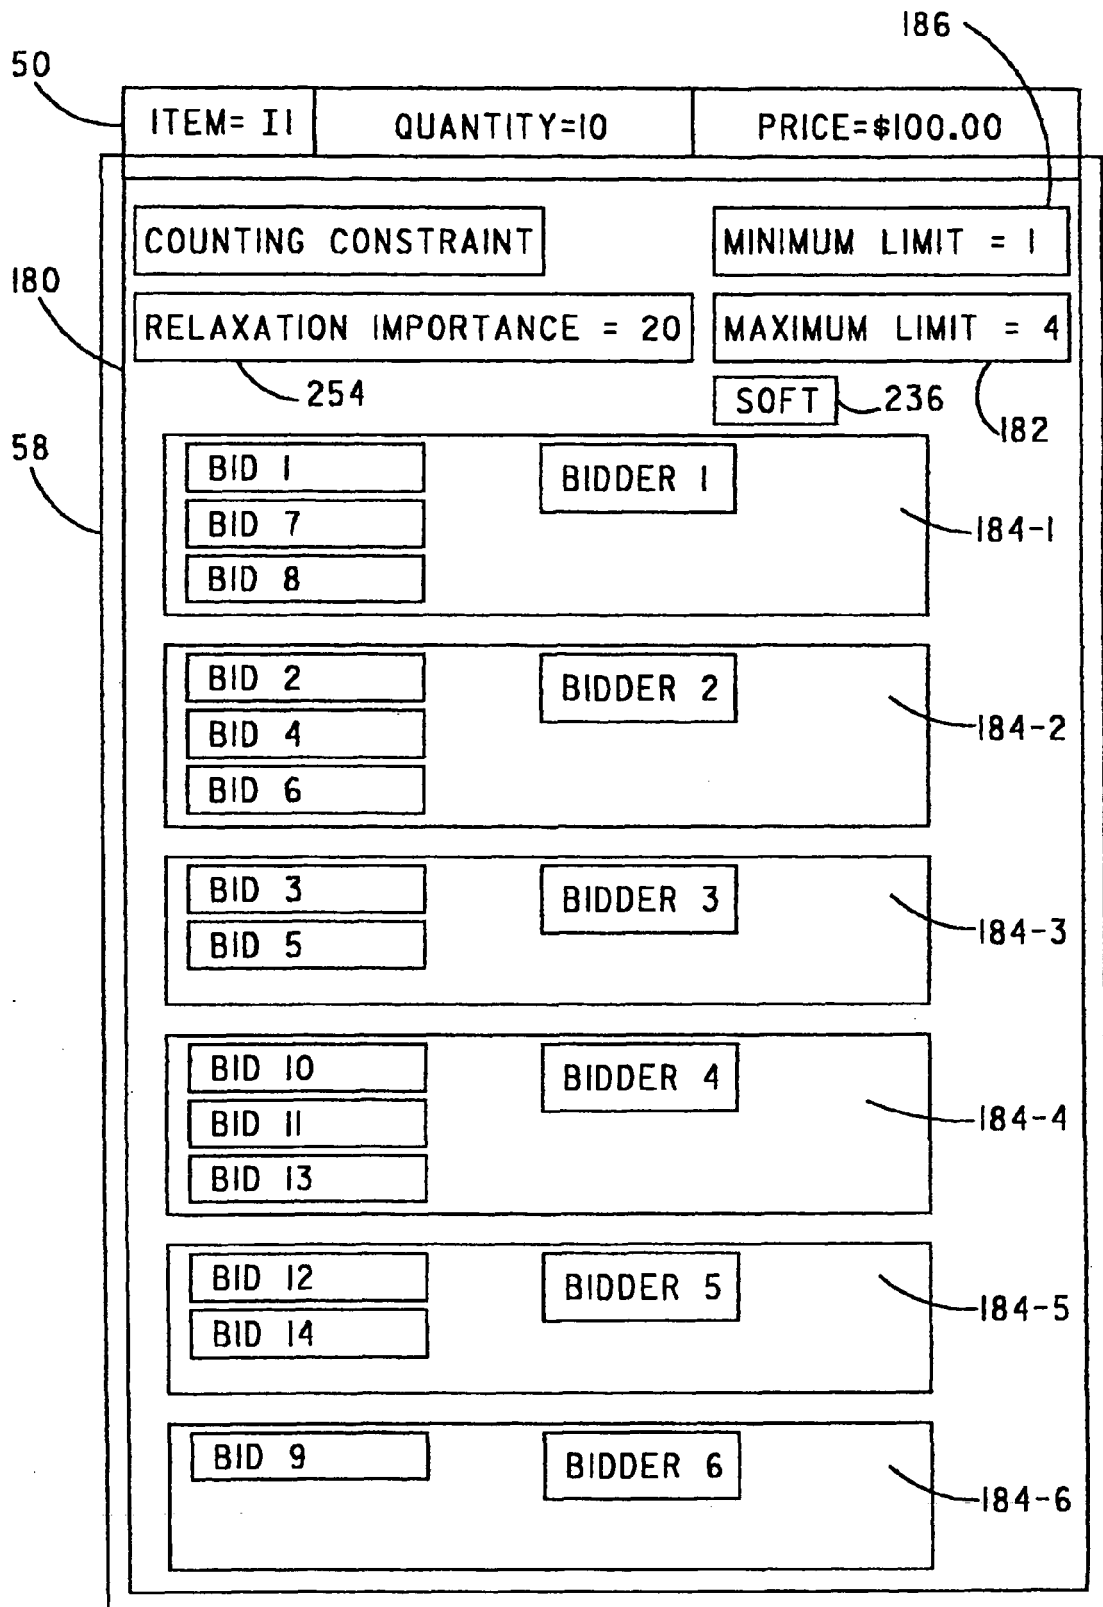 186
50
ITEM= I1 QUANTITY=10 PRICE=$100.00
COUNTING CONSTRAINT MINIMUM LIMIT = 1
180
RELAXATION IMPORTANCE = 20 MAXIMUM LIMIT = 4
254 SOFT 236
182
58
BID 1 BIDDER 1
BID 7 184-1
BID 8
BID 2 BIDDER 2
BID 4 184-2
BID 6
BID 3 BIDDER 3
BID 5 184-3
BID 10 BIDDER 4
BID 11 184-4
BID 13
BID 12 BIDDER 5
BID 14 184-5
BID 9 BIDDER 6
184-6